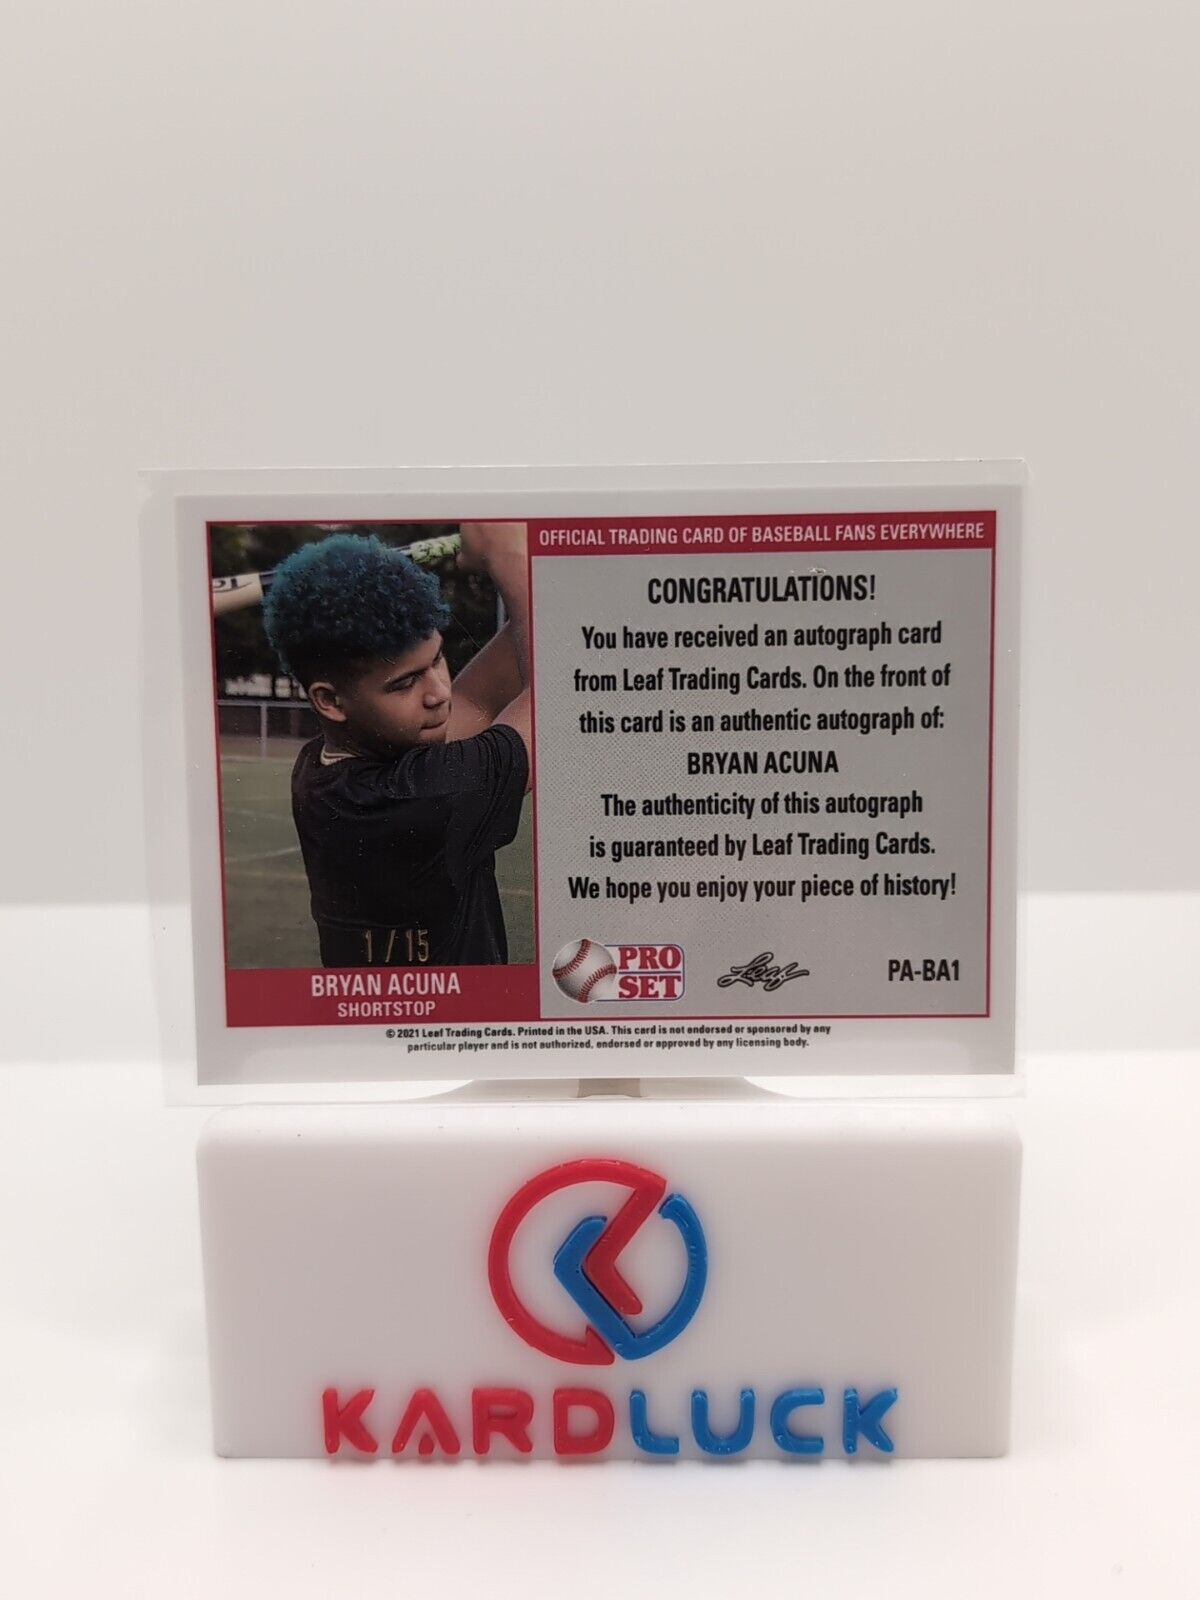 OFFICIAL TRADING CARD OF BASEBALL FANS EVERYWHERE
CONGRATULATIONS!
You have received an autograph card
from Leaf Trading Cards. On the front of
this card is an authentic autograph of:
BRYAN ACUNA
The authenticity of this autograph
is guaranteed by Leaf Trading Cards.
We hope you enjoy your piece of history!
1/15
BRYAN ACUNA
SHORTSTOP
PRO
SET
Leaf
PA-BA1
© 2021 Leaf Trading Cards. Printed in the USA. This card is not endorsed or sponsored by any
particular player and is not authorized, endorsed or approved by any licensing body.
KARDLUCK